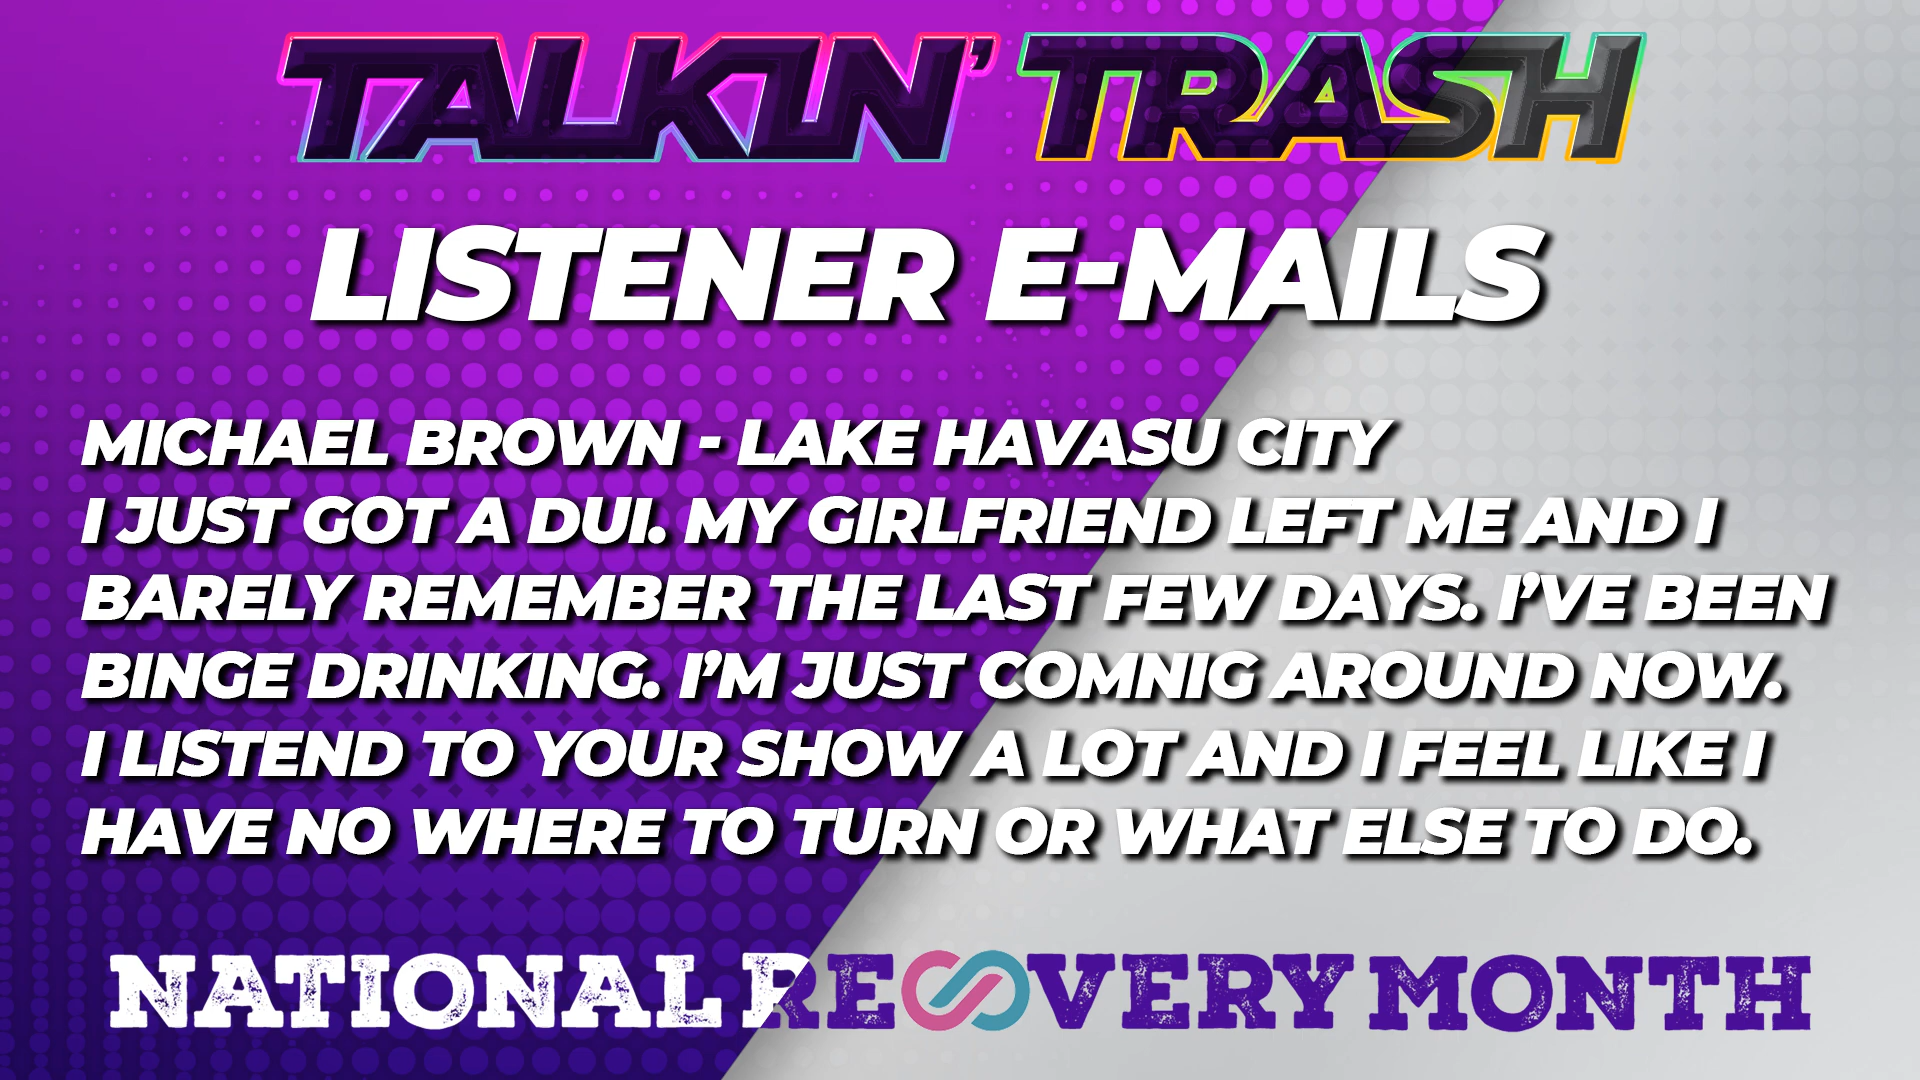 TALKIN' TRASH
LISTENER E-MAILS
MICHAEL BROWN - LAKE HAVASU CITY
I JUST GOT A DUI. MY GIRLFRIEND LEFT ME AND I
BARELY REMEMBER THE LAST FEW DAYS. I'VE BEEN
BINGE DRINKING. I'M JUST COMNIG AROUND NOW.
I LISTEND TO YOUR SHOW A LOT AND I FEEL LIKE I
HAVE NO WHERE TO TURN OR WHAT ELSE TO DO.
NATIONAL RECOVERY MONTH